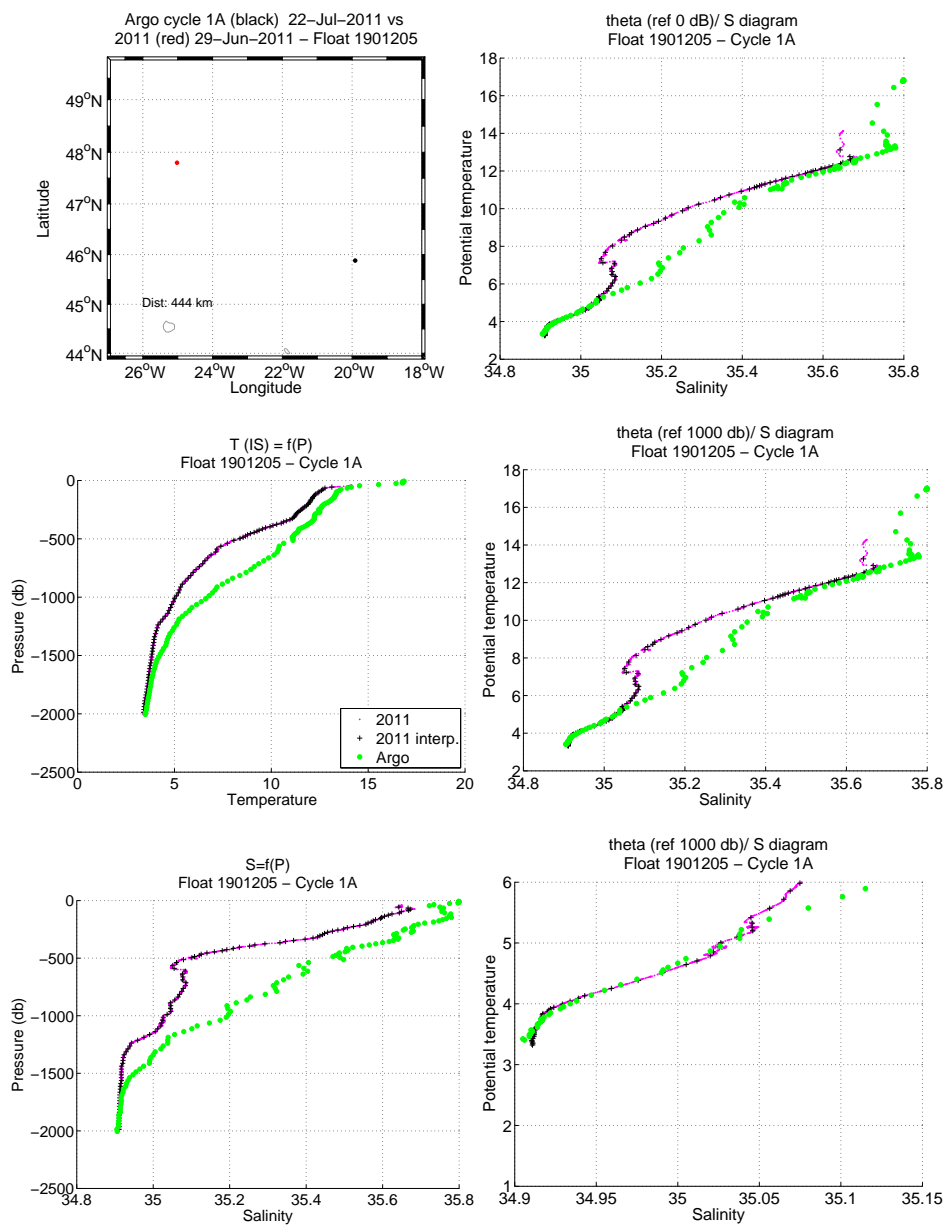 Argo cycle 1A (black)  22−Jul−2011 vs
2011 (red) 29−Jun−2011 − Float 1901205
49°N
48°N
47°N
46°N
45°N
44°N
Latitude
Dist: 444 km
26°W
24°W
22°W
20°W
18°W
Longitude
theta (ref 0 dB)/ S diagram
Float 1901205 − Cycle 1A
18
16
14
12
10
8
6
4
2
Potential temperature
34.8
35
35.2
35.4
35.6
35.8
Salinity
T (IS) = f(P)
Float 1901205 − Cycle 1A
0
−500
−1000
−1500
−2000
−2500
Pressure (db)
2011
2011 interp.
Argo
0
5
10
15
20
Temperature
theta (ref 1000 db)/ S diagram
Float 1901205 − Cycle 1A
18
16
14
12
10
8
6
4
2
Potential temperature
34.8
35
35.2
35.4
35.6
35.8
Salinity
S=f(P)
Float 1901205 − Cycle 1A
0
−500
−1000
−1500
−2000
−2500
Pressure (db)
34.8
35
35.2
35.4
35.6
35.8
Salinity
theta (ref 1000 db)/ S diagram
Float 1901205 − Cycle 1A
6
5
4
3
2
1
Potential temperature
34.9
34.95
35
35.05
35.1
35.15
Salinity